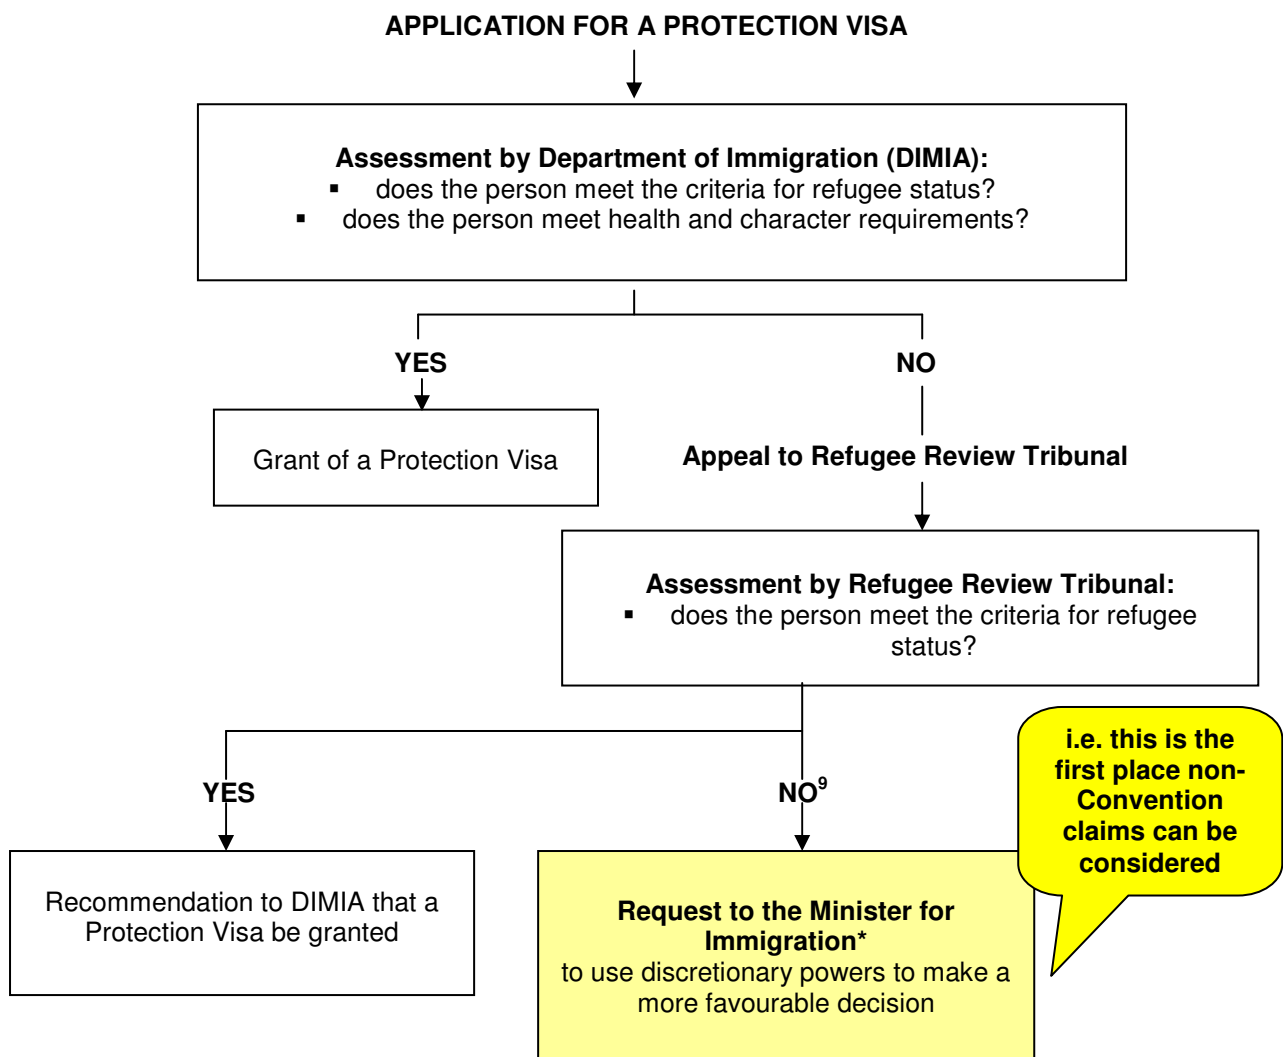 APPLICATION FOR A PROTECTION VISA
Assessment by Department of Immigration (DIMIA):
▪ does the person meet the criteria for refugee status?
▪ does the person meet health and character requirements?
YES
NO
Grant of a Protection Visa
Appeal to Refugee Review Tribunal
Assessment by Refugee Review Tribunal:
▪ does the person meet the criteria for refugee
status?
i.e. this is the
first place non-
Convention
claims can be
considered
YES
NO⁹
Recommendation to DIMIA that a
Protection Visa be granted
Request to the Minister for
Immigration*
to use discretionary powers to make a
more favourable decision